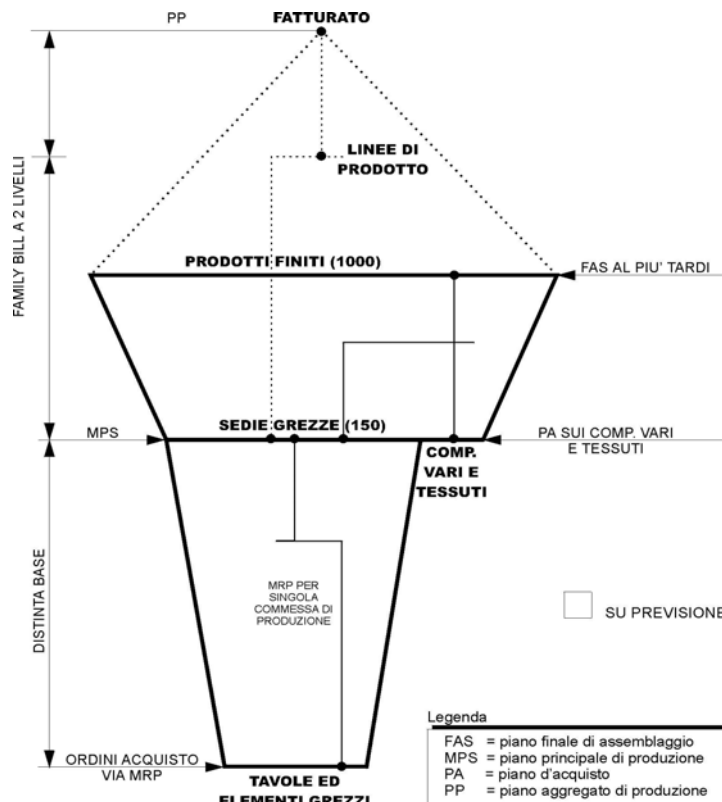 PP
FATTURATO
LINEE DI
PRODOTTO
FAMILY BILL A 2 LIVELLI
PRODOTTI FINITI (1000)
FAS AL PIU' TARDI
MPS
SEDIE GREZZE (150)
PA SUI COMP. VARI
E TESSUTI
COMP.
VARI E
TESSUTI
DISTINTA BASE
MRP PER
SINGOLA
COMMESSA DI
PRODUZIONE
SU PREVISIONE
ORDINI ACQUISTO
VIA MRP
TAVOLE ED
ELEMENTI GREZZI
Legenda
FAS = piano finale di assemblaggio
MPS = piano principale di produzione
PA = piano d'acquisto
PP = piano aggregato di produzione